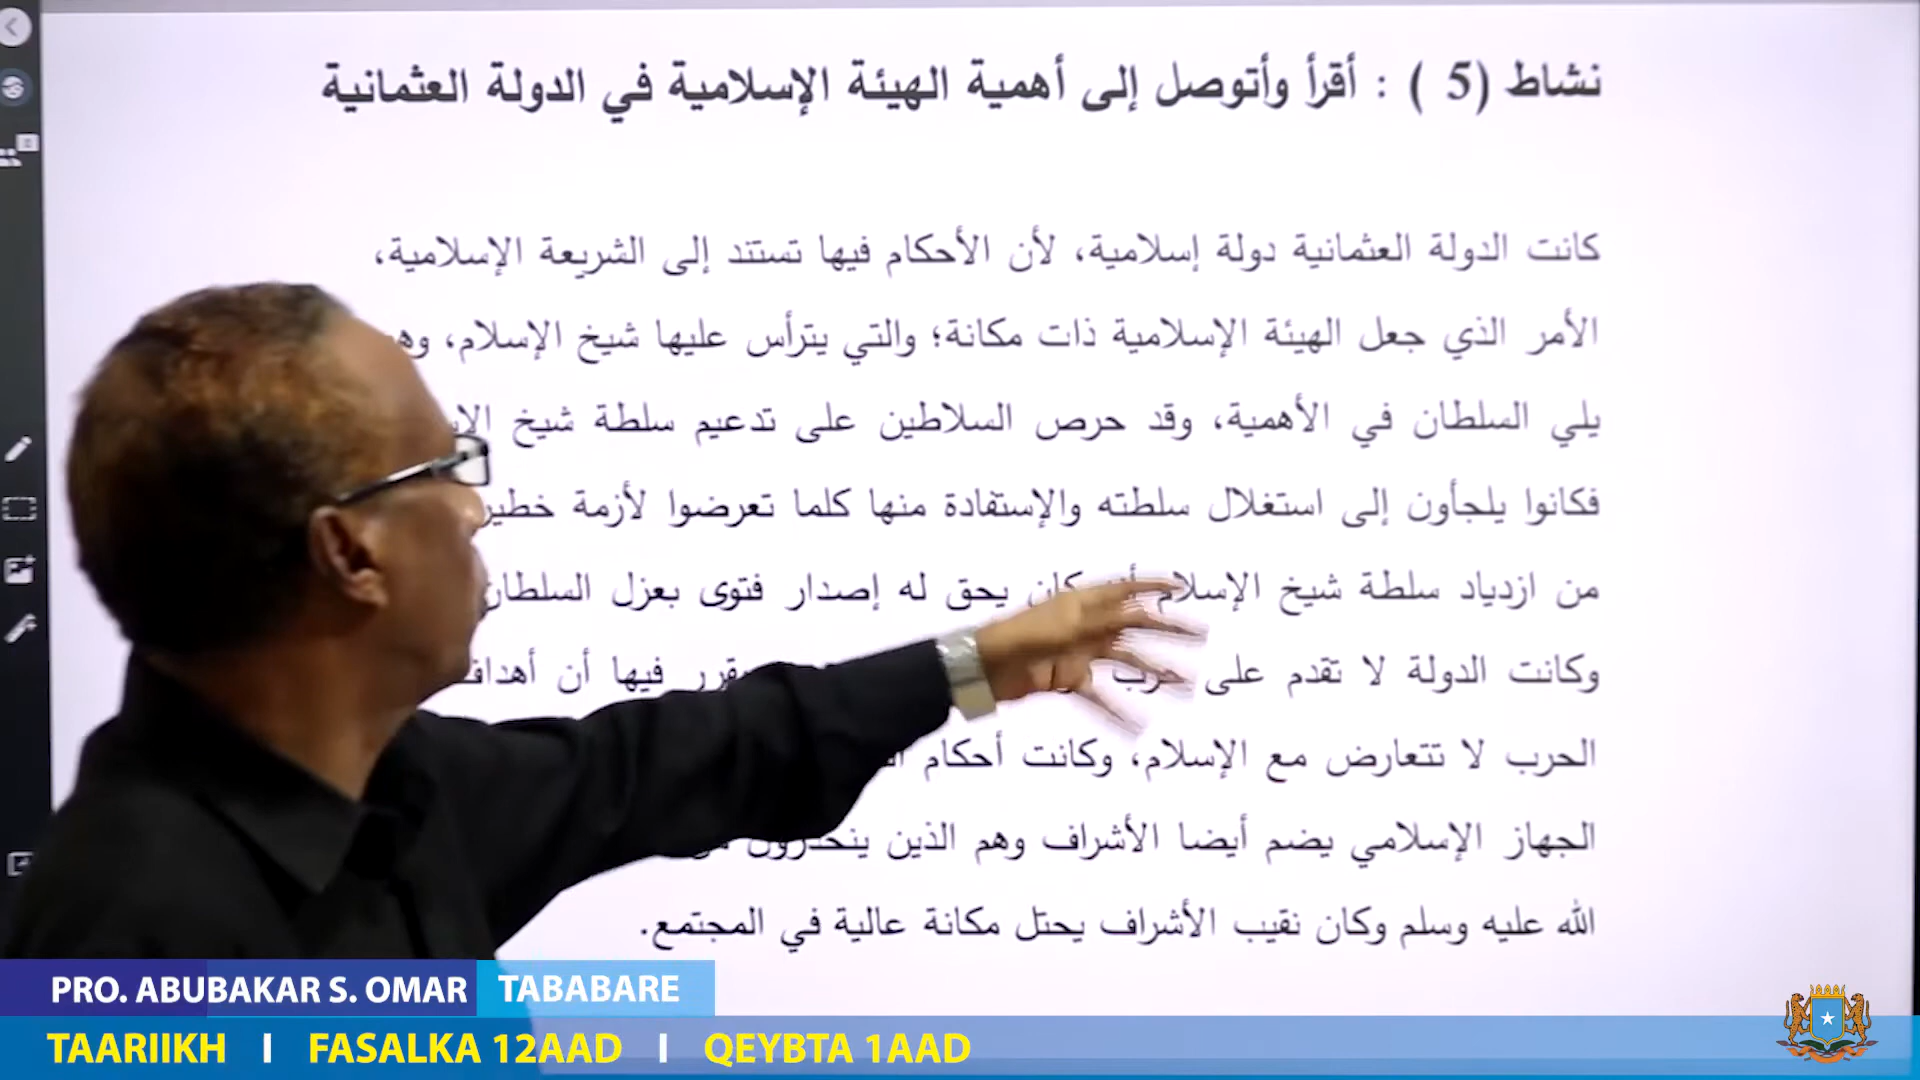 نشاط (5 ) : أقرأ وأتوصل إلى أهمية الهيئة الإسلامية في الدولة العثمانية
كانت الدولة العثمانية دولة إسلامية، لأن الأحكام فيها تستند إلى الشريعة الإسلامية،
الأمر الذي جعل الهيئة الإسلامية ذات مكانة؛ والتي يترأس عليها شيخ الإسلام،
يلي السلطان في الأهمية، وقد حرص السلاطين على تدعيم سلطة شيخ
فكانوا يلجأون إلى استغلال سلطته والإستفادة منها كلما تعرضوا لأزمة
من ازدياد سلطة شيخ الإسلام كان يحق له إصدار فتوى بعزل السلطان
وكانت الدولة لا تقدم على حرب فيها أن
الحرب لا تتعارض مع الإسلام، وكانت أحكام
الجهاز الإسلامي يضم أيضا الأشراف وهم الذين ينحدرون
الله عليه وسلم وكان نقيب الأشراف يحتل مكانة عالية في المجتمع.
PRO. ABUBAKAR S. OMAR TABABARE
TAARIIKH I FASALKA 12AAD I QEYBTA 1AAD